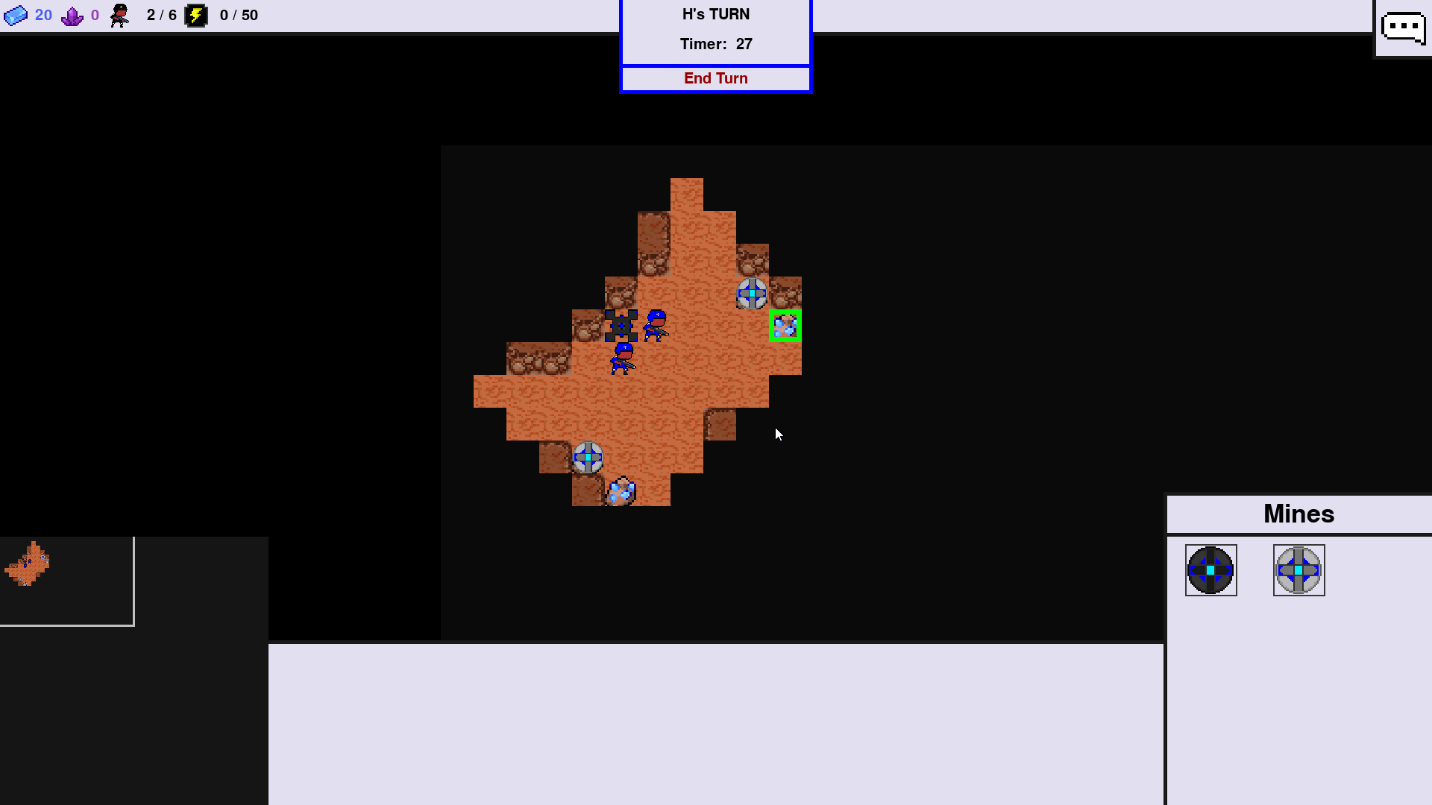 20 0 2 / 6 0 / 50
H's TURN
Timer: 27
End Turn
Mines